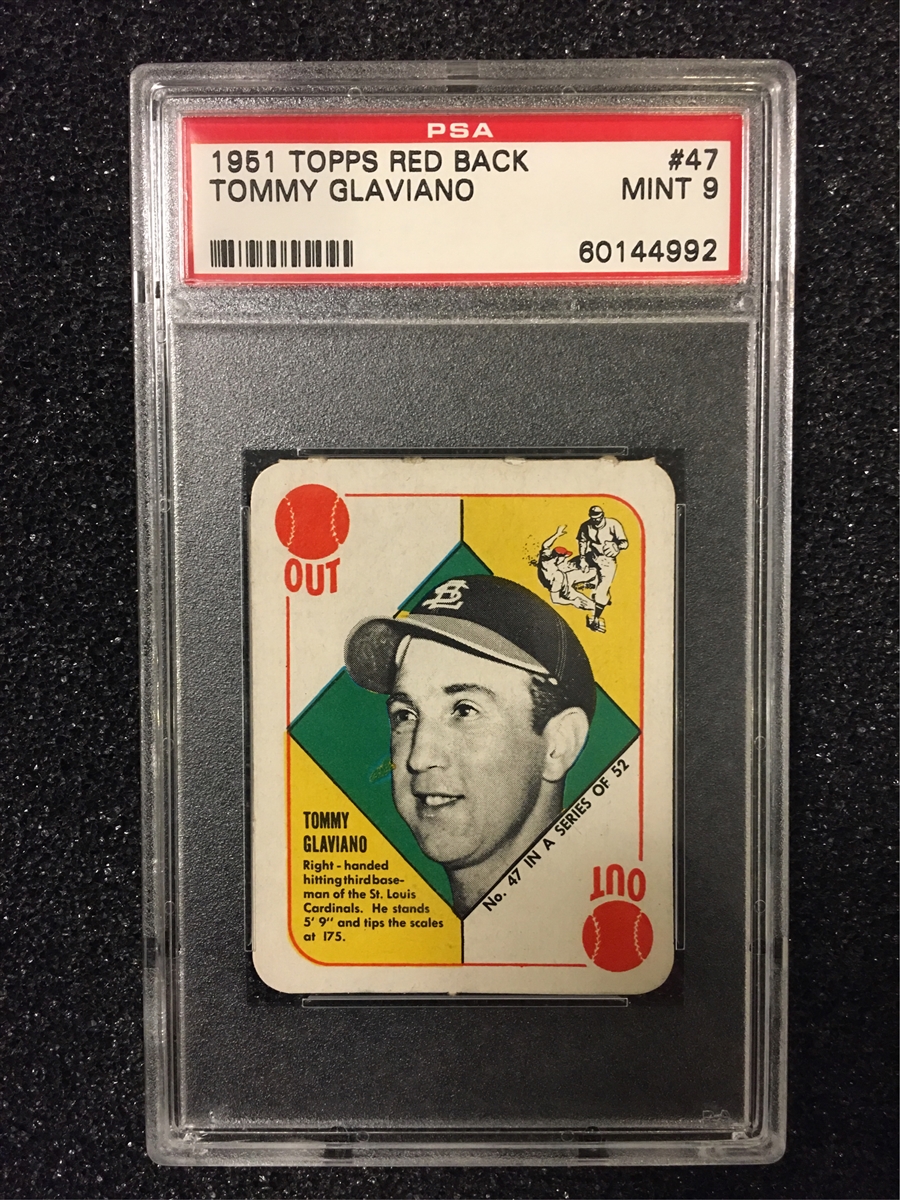 PSA
1951 TOPPS RED BACK #47
TOMMY GLAVIANO MINT 9
60144992
OUT
SL
TOMMY
GLAVIANO
Right-handed
hitting third base-
man of the St. Louis
Cardinals. He stands
5' 9" and tips the scales
at 175.
No. 47 IN A SERIES OF 52
OUT